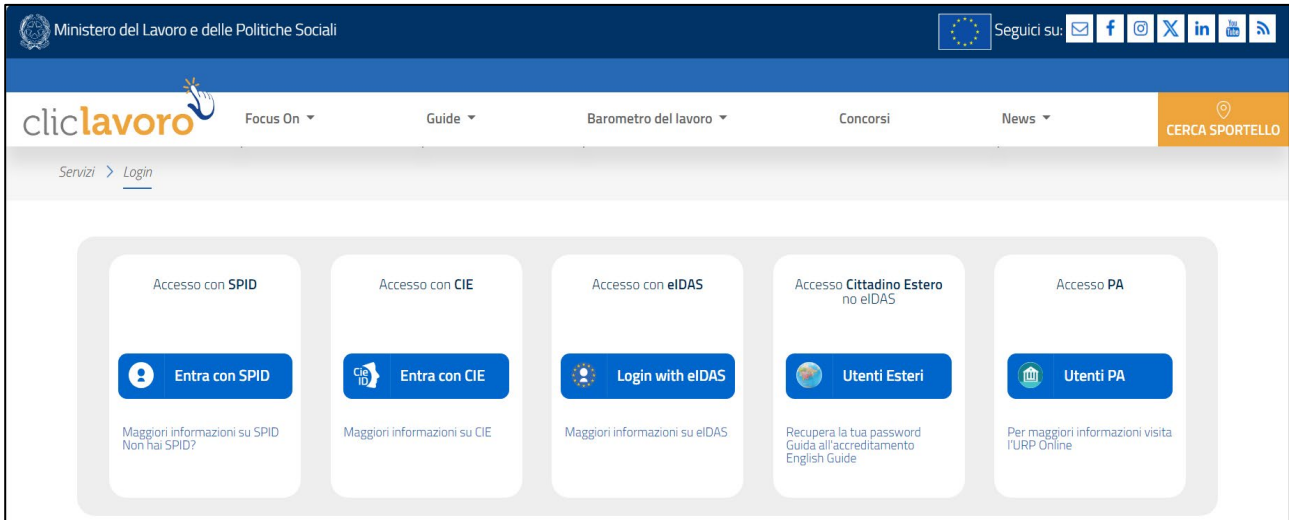 Ministero del Lavoro e delle Politiche Sociali
Seguici su:
You Tube
cliclavoro
Focus On
Guide
Barometro del lavoro
Concorsi
News
CERCA SPORTELLO
Servizi > Login
Accesso con SPID
Entra con SPID
Maggiori informazioni su SPID
Non hai SPID?
Accesso con CIE
Cie ID
Entra con CIE
Maggiori informazioni su CIE
Accesso con eIDAS
Login with eIDAS
Maggiori informazioni su eIDAS
Accesso Cittadino Estero
no eIDAS
Utenti Esteri
Recupera la tua password
Guida all'accreditamento
English Guide
Accesso PA
Utenti PA
Per maggiori informazioni visita
l'URP Online